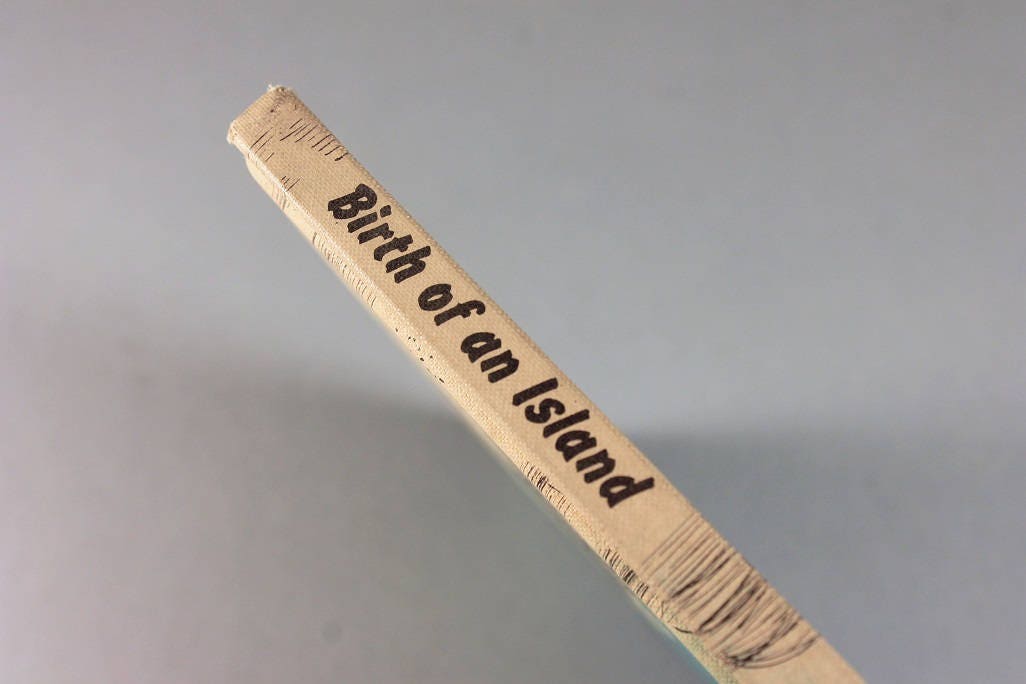 Birth of an Island